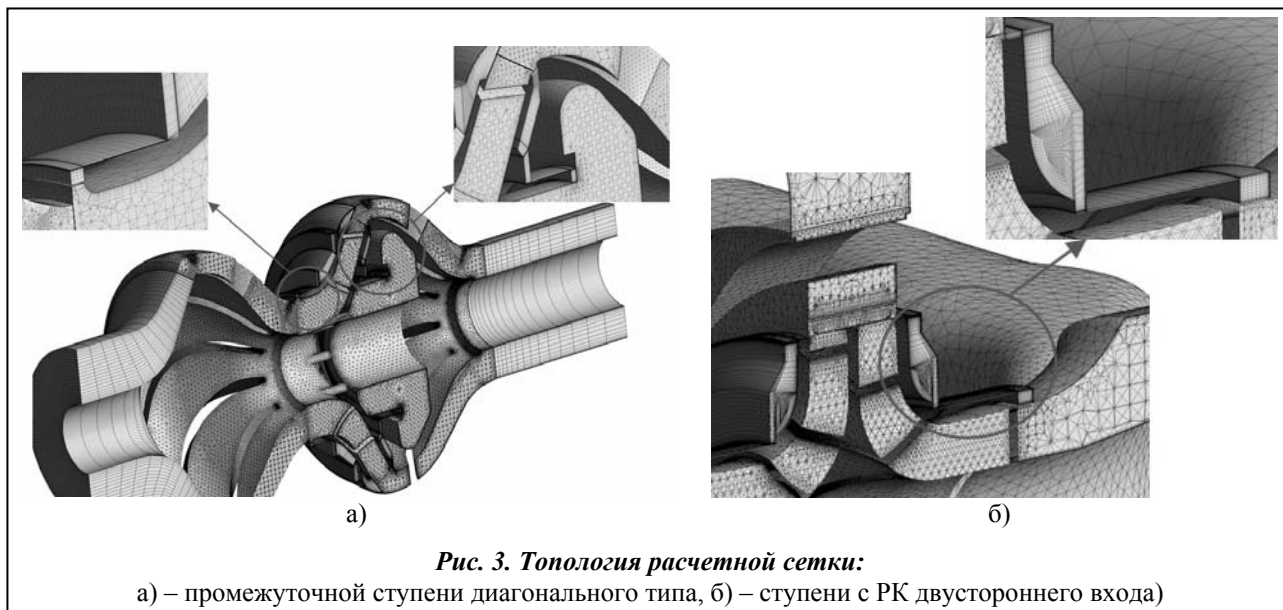 а)
б)
Рис. 3. Топология расчетной сетки:
а) – промежуточной ступени диагонального типа, б) – ступени с РК двустороннего входа)